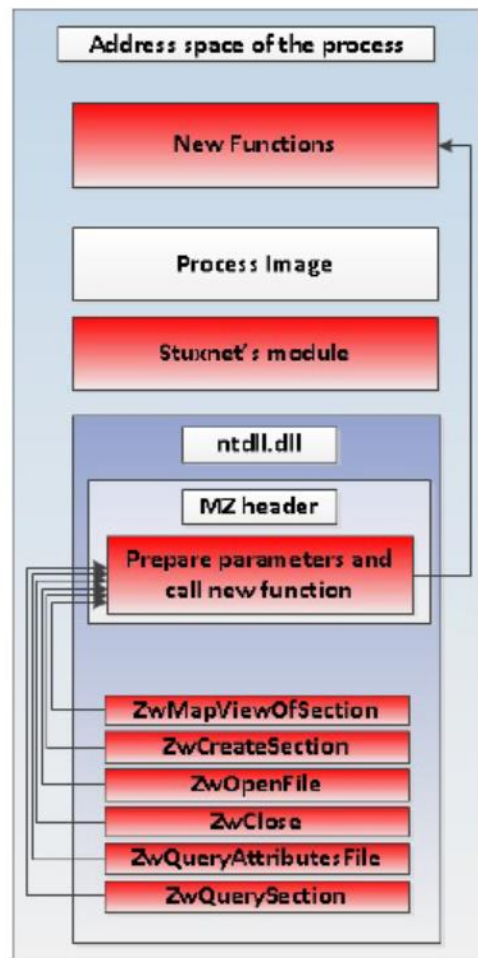 Address space of the process
New Functions
Process Image
Stuxnet's module
ntdll.dll
MZ header
Prepare parameters and
call new function
ZwMapViewOfSection
ZwCreateSection
ZwOpenFile
ZwClose
ZwQueryAttributesFile
ZwQuerySection